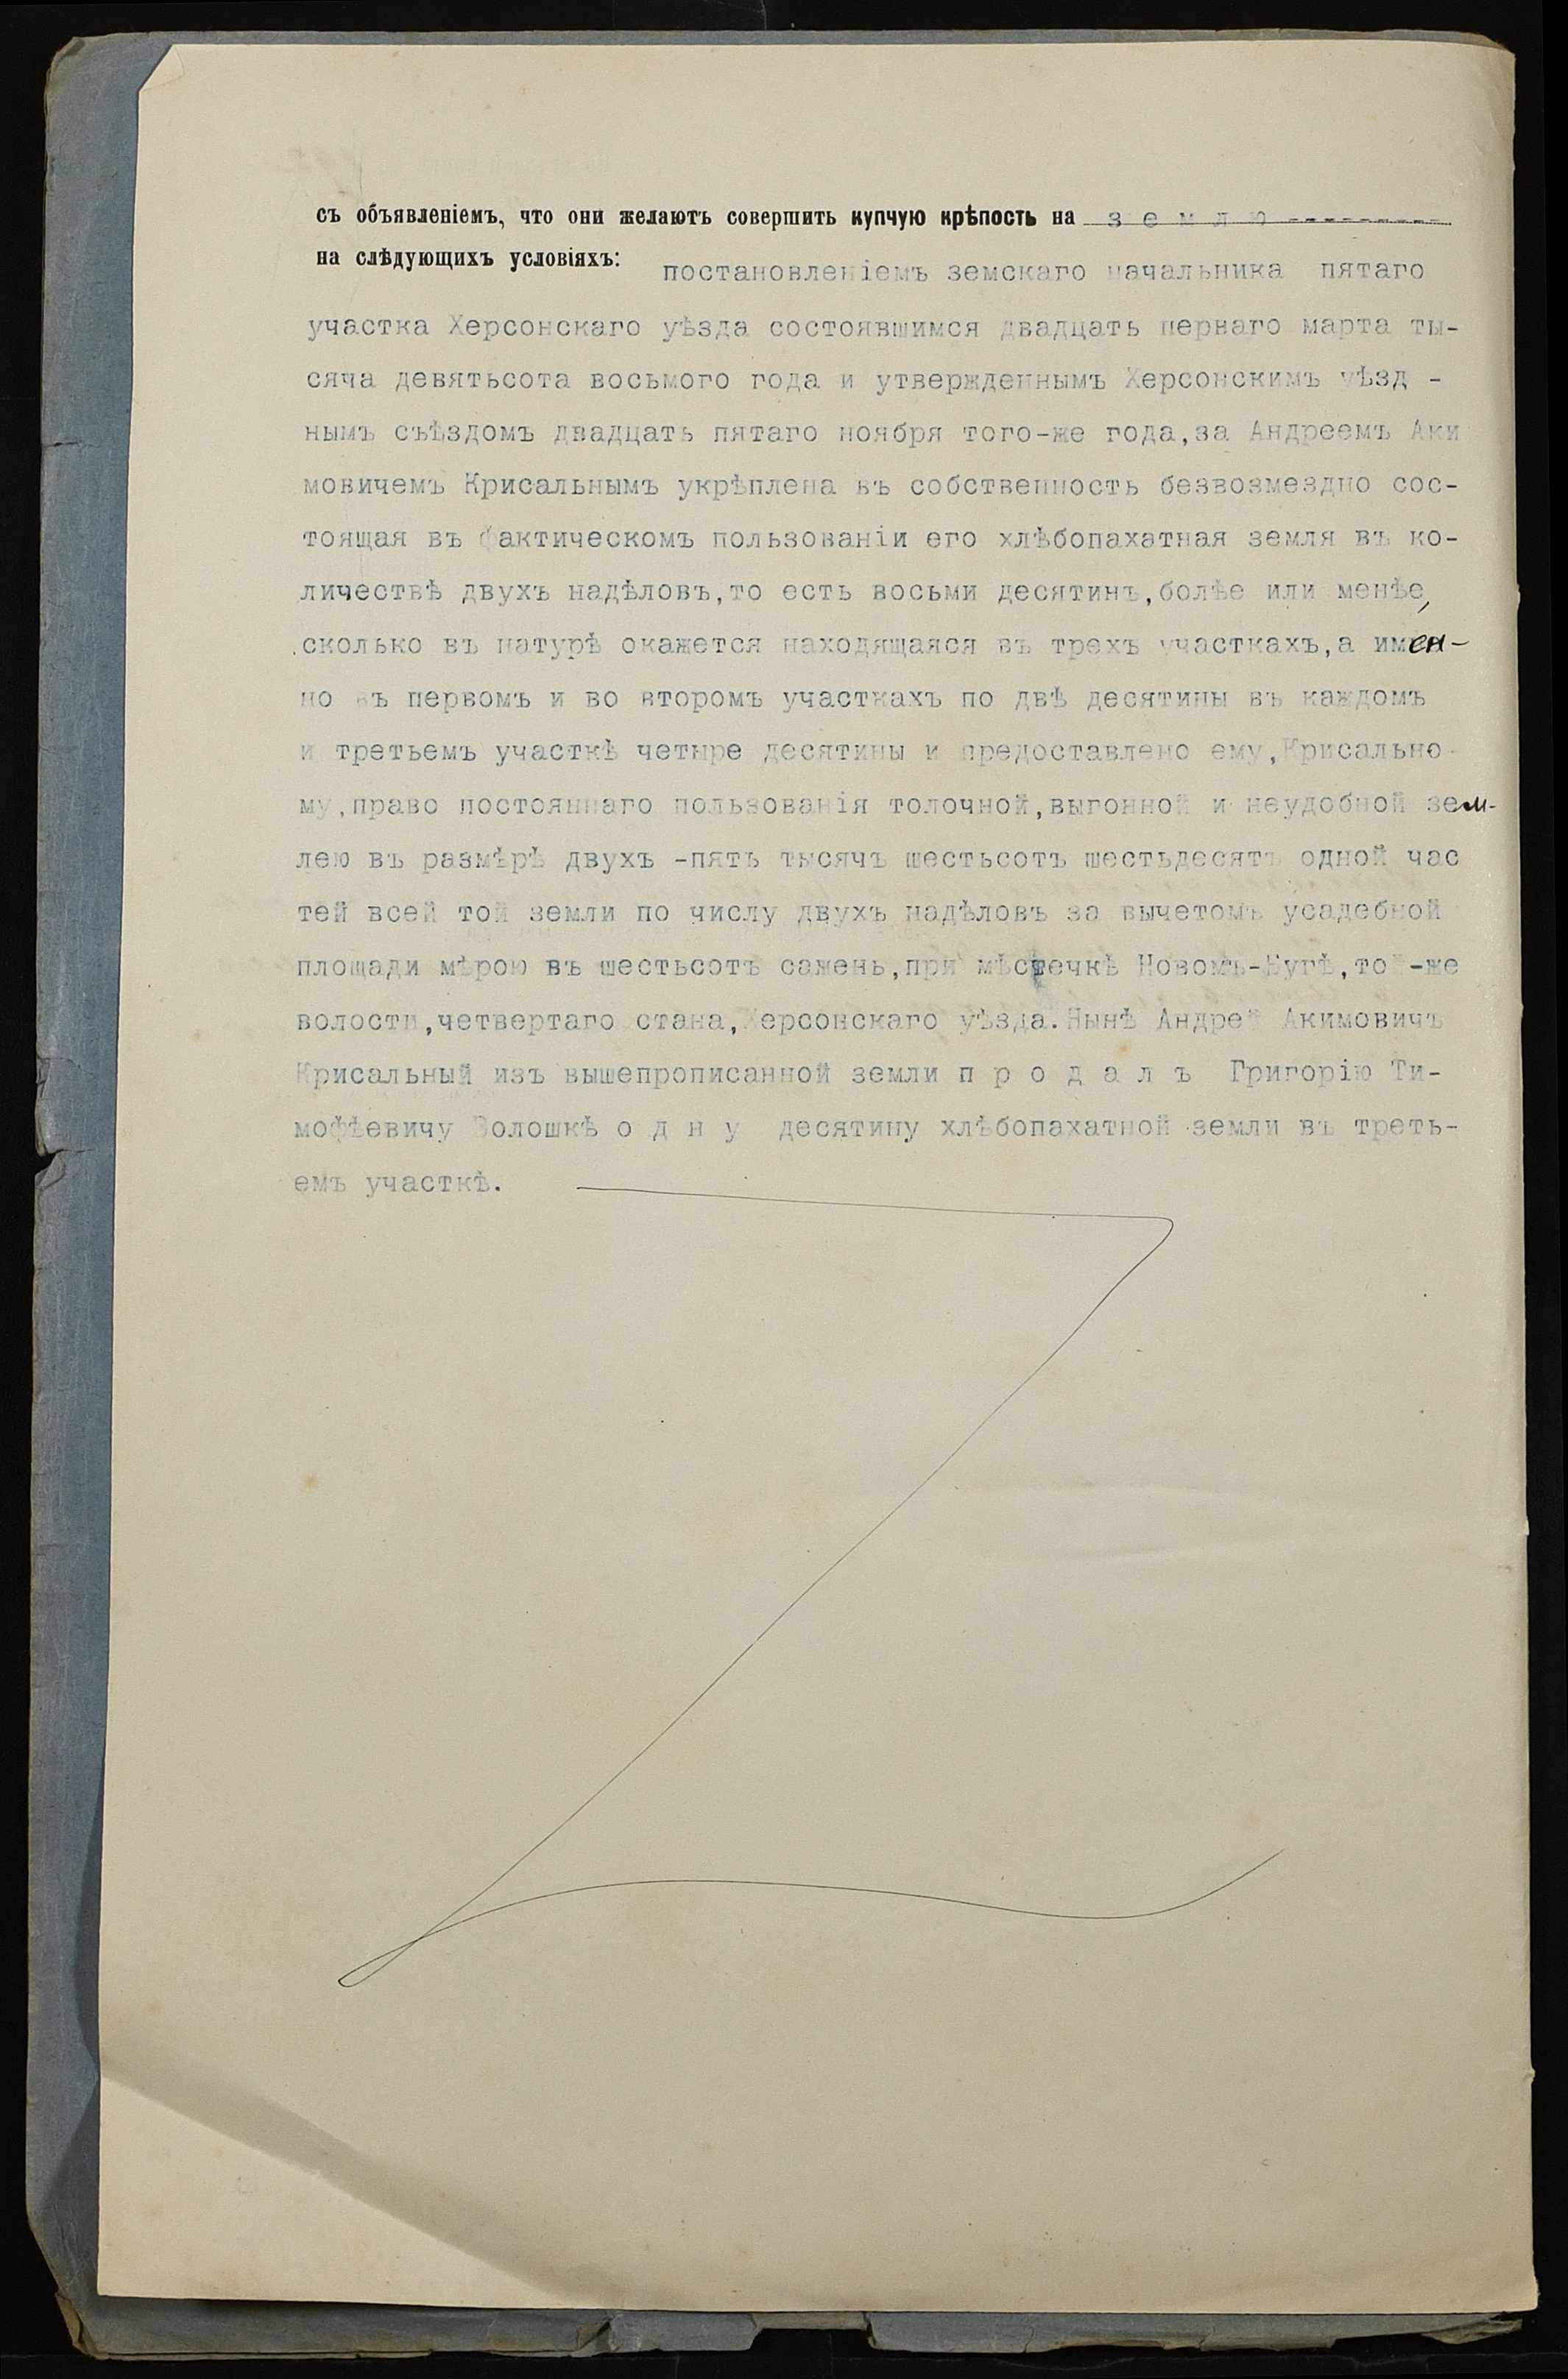 съ объявленіемъ, что они желаютъ совершить купчую крѣпость на з е м л ю ---------
на слѣдующихъ условіяхъ: постановленіемъ земскаго начальника пятаго
участка Херсонскаго уѣзда состоявшимся двадцать перваго марта ты-
сяча девятьсота восьмого года и утвержденнымъ Херсонскимъ уѣзд -
нымъ съѣздомъ двадцать пятаго ноября того-же года,за Андреемъ Аки
мовичемъ Крисальнымъ укрѣплена въ собственность безвозмездно сос-
тоящая въ фактическомъ пользованіи его хлѣбопахатная земля въ ко-
личествѣ двухъ надѣловъ,то есть восьми десятинъ,болѣе или менѣе,
сколько въ натурѣ окажется находящаяся въ трехъ участкахъ,а имен-
но въ первомъ и во второмъ участкахъ по двѣ десятины въ каждомъ
и третьемъ участкѣ четыре десятины и предоставлено ему,Крисально-
му,право постояннаго пользованія толочной,выгонной и неудобной зем-
лею въ размѣрѣ двухъ -пять тысячъ шестьсотъ шестьдесятъ одной час
тей всей той земли по числу двухъ надѣловъ за вычетомъ усадебной
площади мѣрою въ шестьсотъ сажень,при мѣстечкѣ Новомъ-Бугѣ,той-же
волости,четвертаго стана,Херсонскаго уѣзда.Нынѣ Андрей Акимовичъ
Крисальный изъ вышепрописанной земли п р о д а л ъ Григорію Ти-
мофѣевичу Волошкѣ о д н у десятину хлѣбопахатной земли въ треть-
емъ участкѣ.